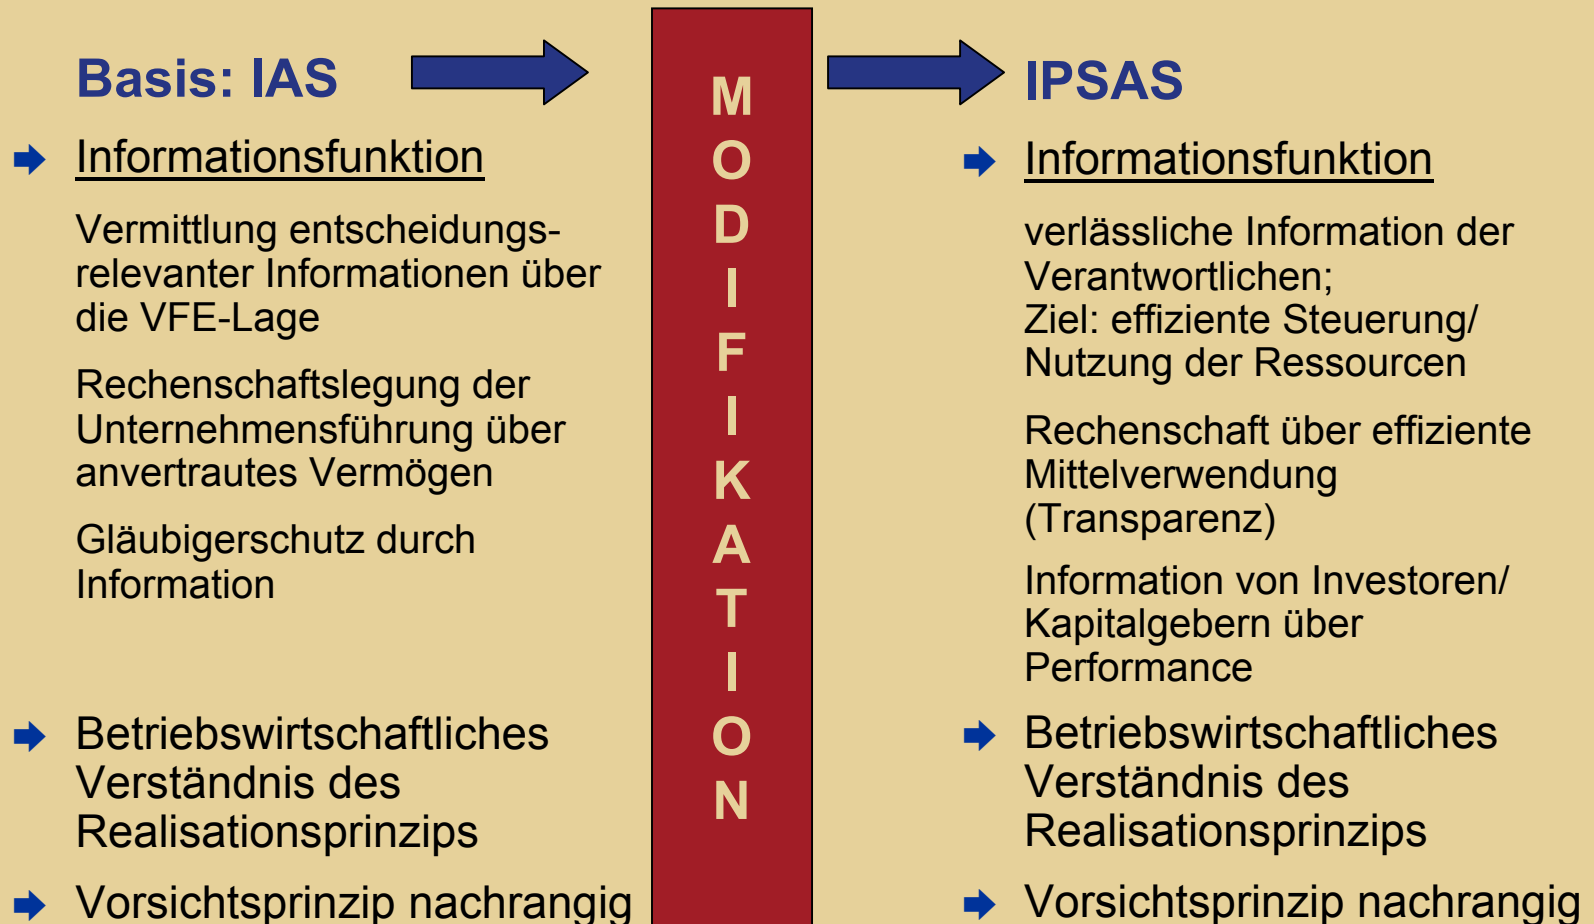 Basis: IAS
Informationsfunktion
Vermittlung entscheidungs-
relevanter Informationen über
die VFE-Lage
Rechenschaftslegung der
Unternehmensführung über
anvertrautes Vermögen
Gläubigerschutz durch
Information
Betriebswirtschaftliches
Verständnis des
Realisationsprinzips
Vorsichtsprinzip nachrangig
M
O
D
I
F
I
K
A
T
I
O
N
IPSAS
Informationsfunktion
verlässliche Information der
Verantwortlichen;
Ziel: effiziente Steuerung/
Nutzung der Ressourcen
Rechenschaft über effiziente
Mittelverwendung
(Transparenz)
Information von Investoren/
Kapitalgebern über
Performance
Betriebswirtschaftliches
Verständnis des
Realisationsprinzips
Vorsichtsprinzip nachrangig